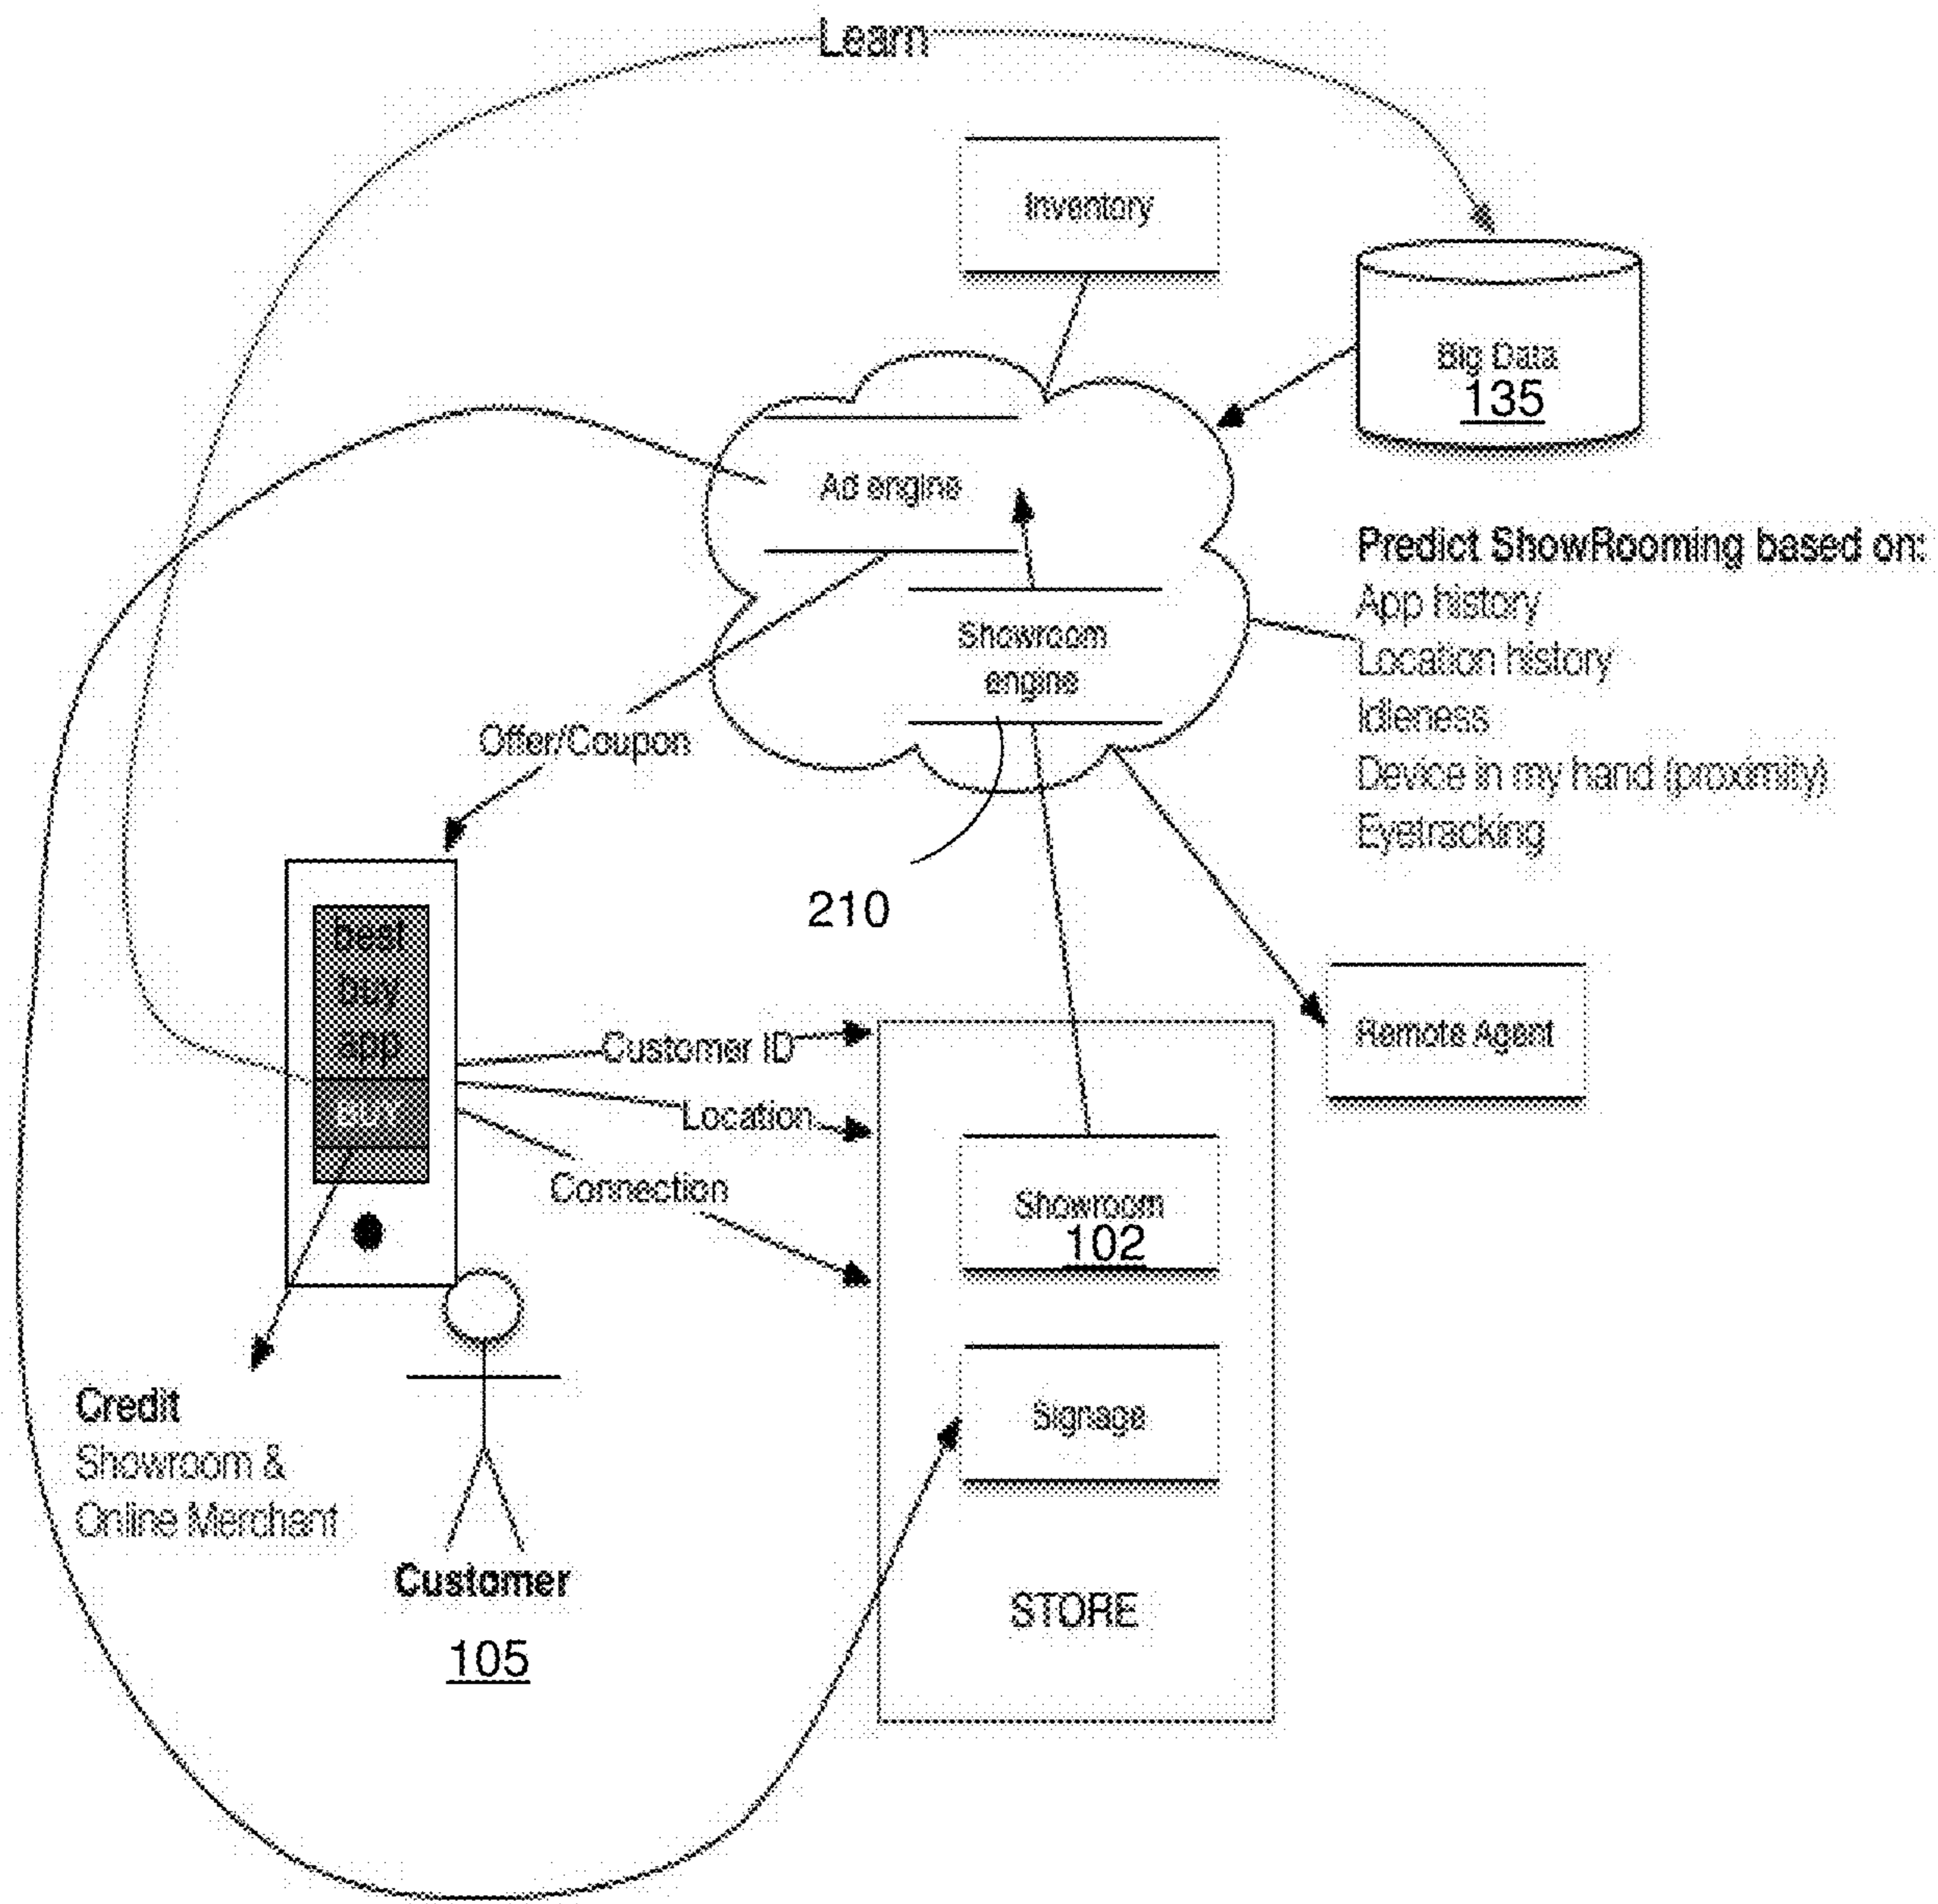 Learn
Inventory
Big Data
135
Ad engine
Predict ShowRooming based on:
App history
Location history
Idleness
Device in my hand (proximity)
Eyetracking
Showroom
engine
Offer/Coupon
210
best
buy
app
BUY
Customer ID
Location
Connection
Remote Agent
Showroom
102
Signage
STORE
Credit
Showroom &
Online Merchant
Customer
105